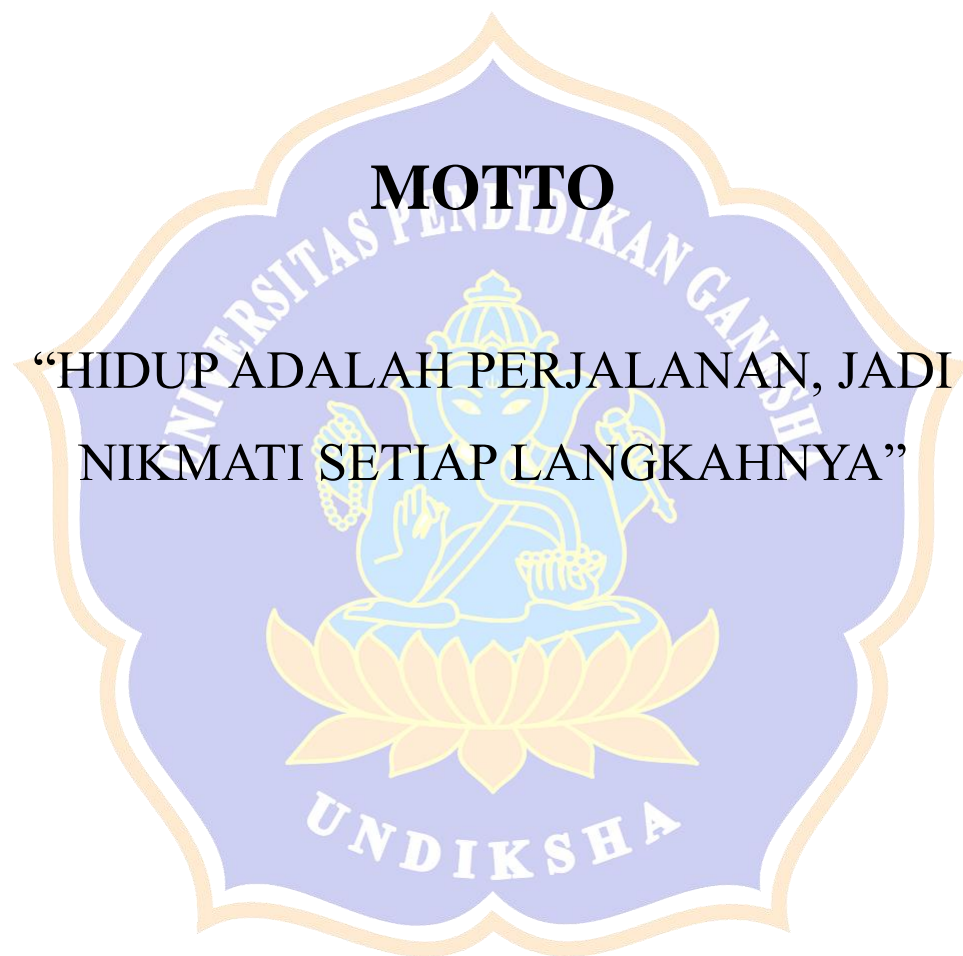 MOTTO
UNIVERSITAS PENDIDIKAN GANESHA
“HIDUP ADALAH PERJALANAN, JADI
NIKMATI SETIAP LANGKAHNYA”
UNDIKSHA